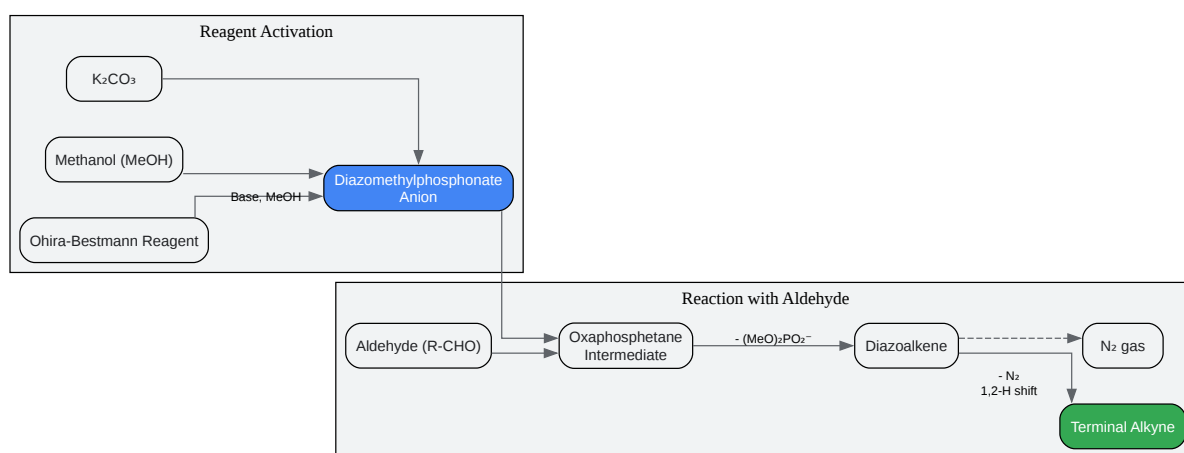 Reagent Activation
K₂CO₃
Methanol (MeOH)
Diazomethylphosphonate
Anion
Base, MeOH
Ohira-Bestmann Reagent
Reaction with Aldehyde
Aldehyde (R-CHO)
Oxaphosphetane
Intermediate
- (MeO)₂PO₂⁻
Diazoalkene
N₂ gas
- N₂
1,2-H shift
Terminal Alkyne